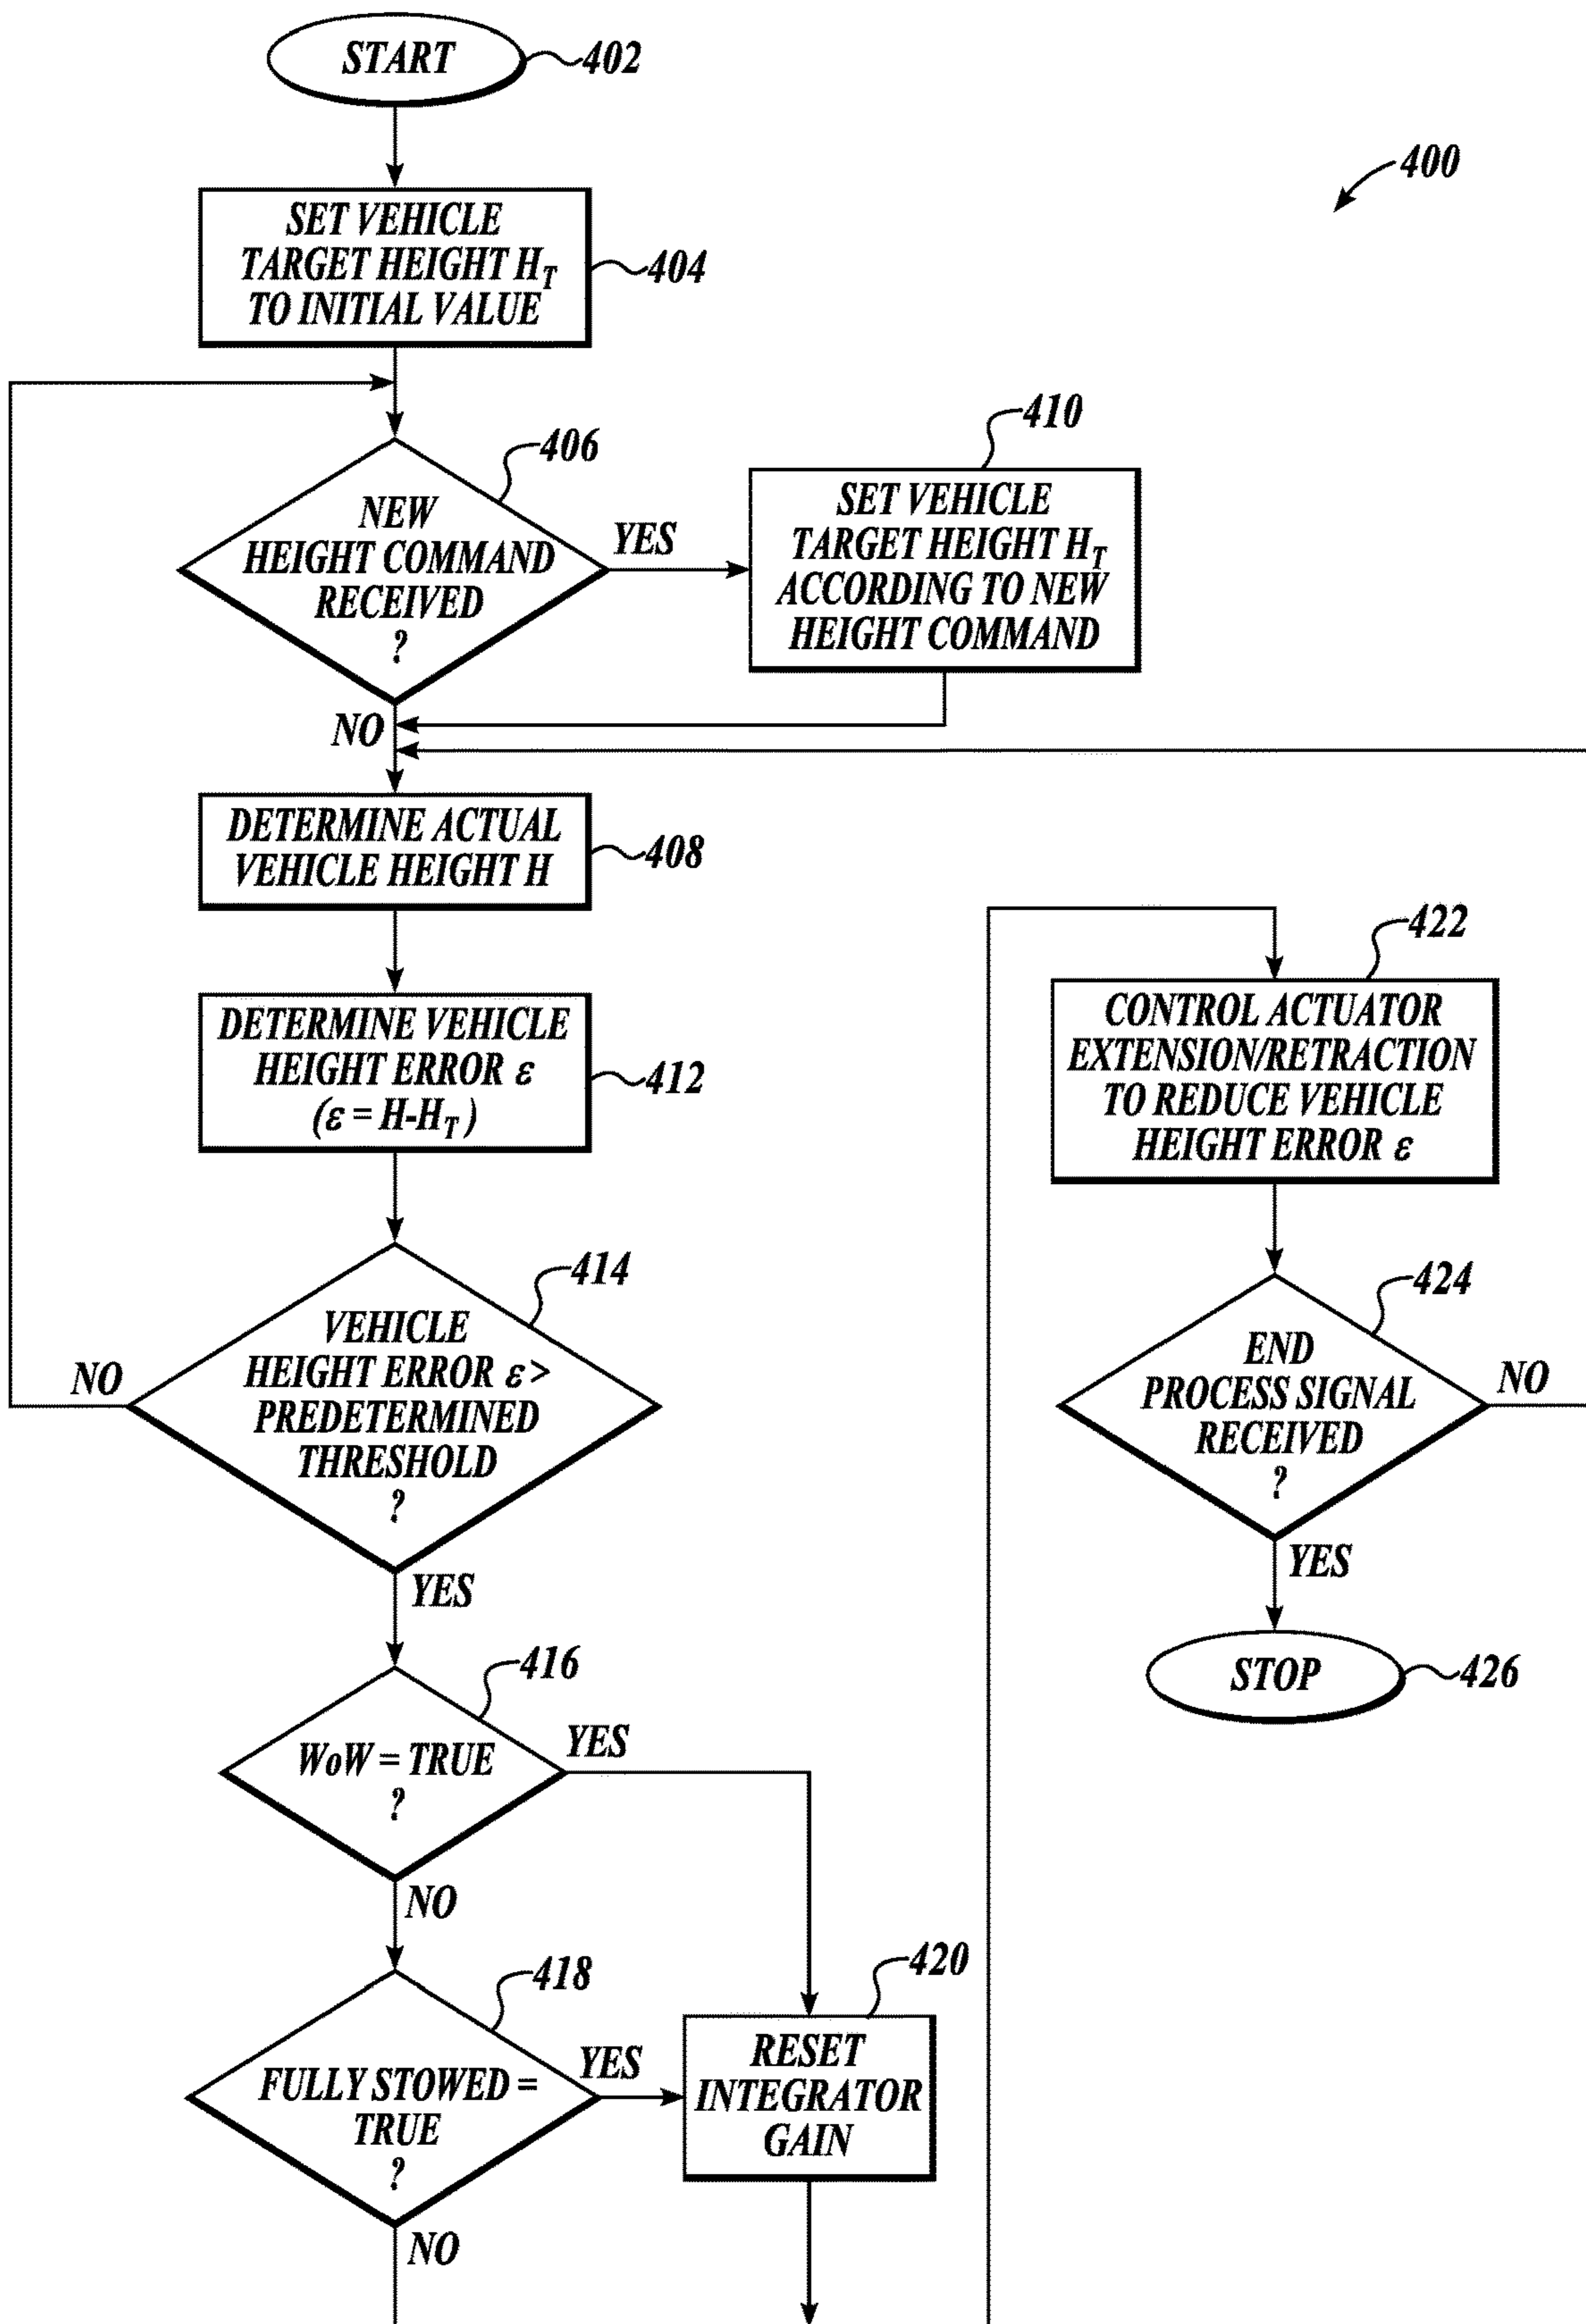 START
402
400
SET VEHICLE
TARGET HEIGHT HT
TO INITIAL VALUE
404
406
NEW
HEIGHT COMMAND
RECEIVED
?
YES
NO
410
SET VEHICLE
TARGET HEIGHT HT
ACCORDING TO NEW
HEIGHT COMMAND
DETERMINE ACTUAL
VEHICLE HEIGHT H
408
DETERMINE VEHICLE
HEIGHT ERROR ε
(ε = H-HT)
412
414
VEHICLE
HEIGHT ERROR ε >
PREDETERMINED
THRESHOLD
?
NO
YES
416
WoW = TRUE
?
YES
NO
418
FULLY STOWED =
TRUE
?
YES
NO
420
RESET
INTEGRATOR
GAIN
422
CONTROL ACTUATOR
EXTENSION/RETRACTION
TO REDUCE VEHICLE
HEIGHT ERROR ε
424
END
PROCESS SIGNAL
RECEIVED
?
NO
YES
STOP
426